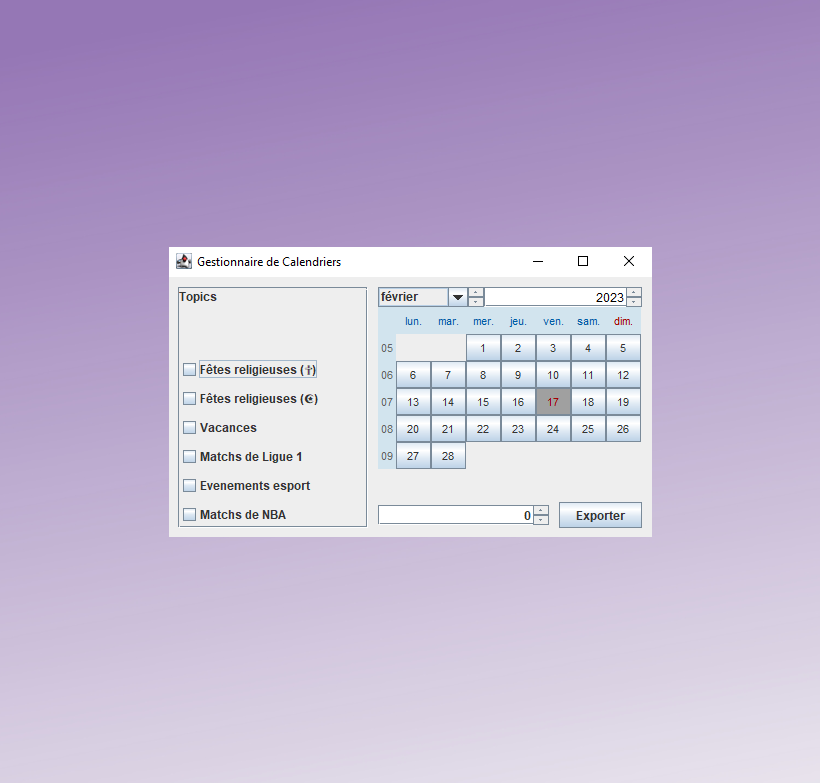 Gestionnaire de Calendriers
Topics
Fêtes religieuses (✝)
Fêtes religieuses (☪)
Vacances
Matchs de Ligue 1
Evenements esport
Matchs de NBA
février 2023
lun. mar. mer. jeu. ven. sam. dim.
05 1 2 3 4 5
06 6 7 8 9 10 11 12
07 13 14 15 16 17 18 19
08 20 21 22 23 24 25 26
09 27 28
0 Exporter